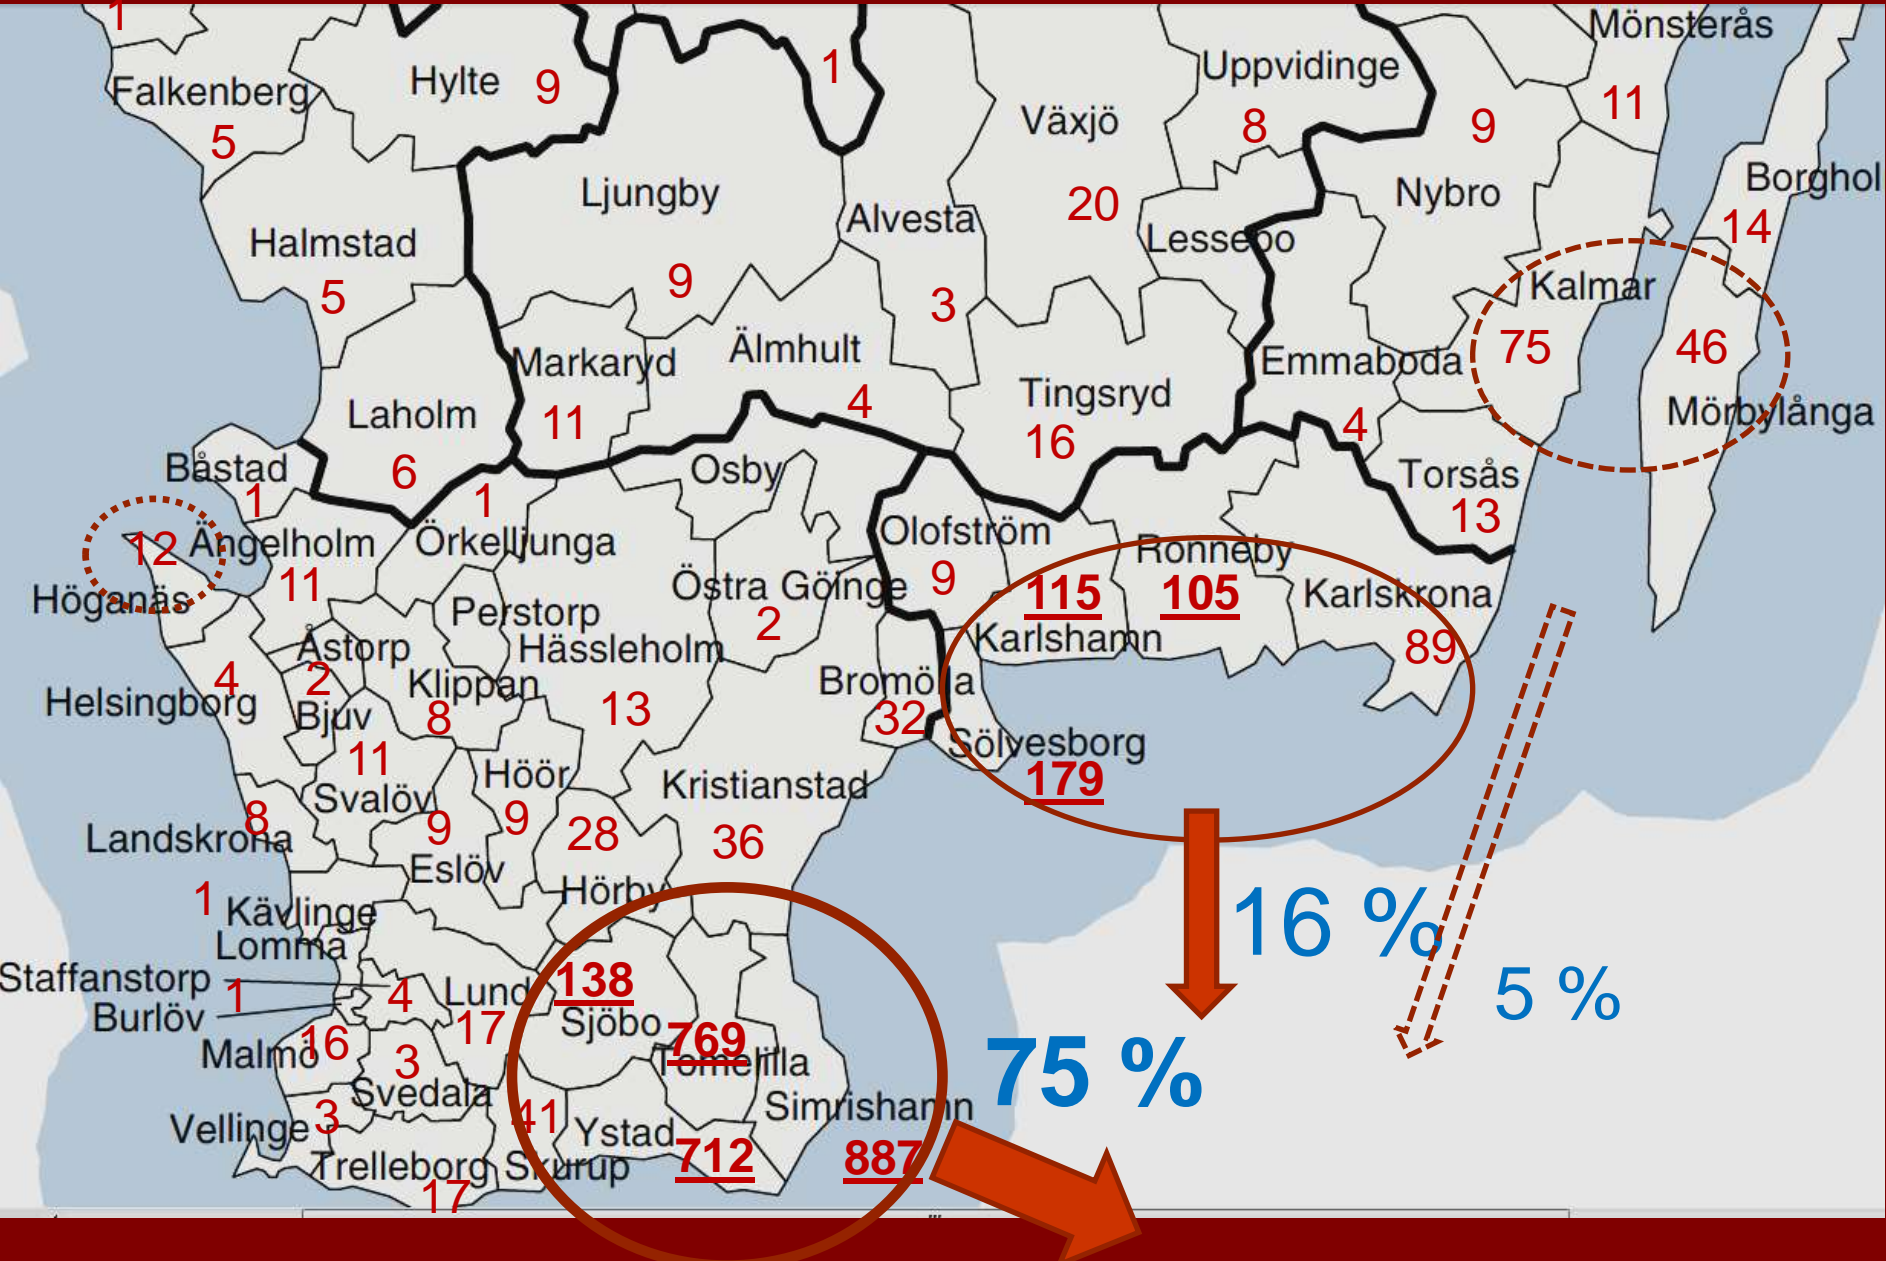 1
Mönsterås
Falkenberg
Hylte
9
1
Uppvidinge
11
5
Växjö
8
9
Ljungby
Alvesta
20
Nybro
Borghol
14
Halmstad
Lessebo
5
9
3
Kalmar
Markaryd
Älmhult
Emmaboda
75
46
Laholm
11
4
Tingsryd
16
4
Mörbylånga
Båstad
6
1
1
Osby
Torsås
13
12
Ängelholm
Örkelljunga
Olofström
Ronneby
Höganäs
11
Östra Göinge
9
115
105
Karlskrona
Perstorp
2
Karlshamn
89
Åstorp
Hässleholm
4
2
Klippan
Bromölla
Helsingborg
Bjuv
8
13
32
Sölvesborg
179
11
Höör
Kristianstad
Svalöv
8
9
9
28
36
Landskrona
Eslöv
Hörby
1
Kävlinge
Lomma
16 %
Staffanstorp
1
4
Lund
138
5 %
Burlöv
17
Sjöbo
769
Malmö
16
3
Tomelilla
75 %
Svedala
Simrishamn
Vellinge
3
41
Ystad
712
887
Trelleborg
Skurup
17